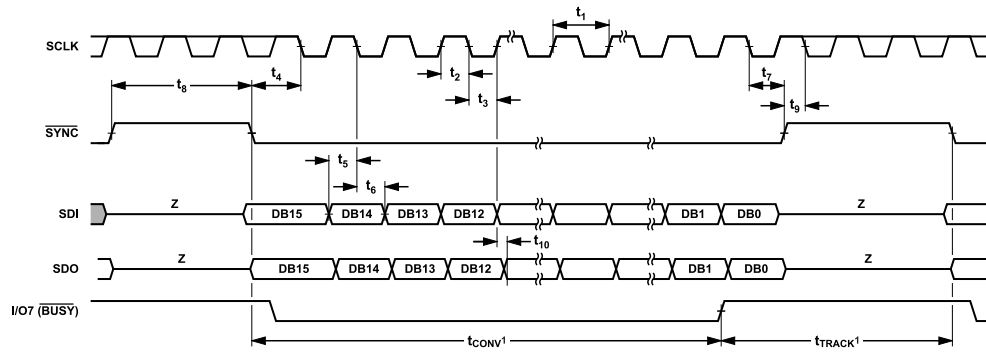 t1
SCLK
t2
t8
t4
t3
t7
t9
SYNC
t5
t6
SDI
Z
DB15
DB14
DB13
DB12
DB1
DB0
Z
t10
SDO
Z
DB15
DB14
DB13
DB12
DB1
DB0
Z
I/O7 (BUSY)
tCONV1
tTRACK1